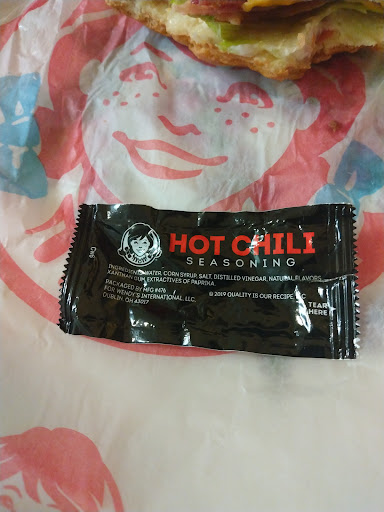 HOT CHILI
SEASONING
INGREDIENTS: WATER, CORN SYRUP, SALT, DISTILLED VINEGAR, NATURAL FLAVORS,
XANTHAN GUM, EXTRACTIVES OF PAPRIKA.
PACKAGED BY MFG #476
FOR WENDY'S INTERNATIONAL, LLC.
DUBLIN, OH 43017
© 2019 QUALITY IS OUR RECIPE, LLC
TEAR
HERE